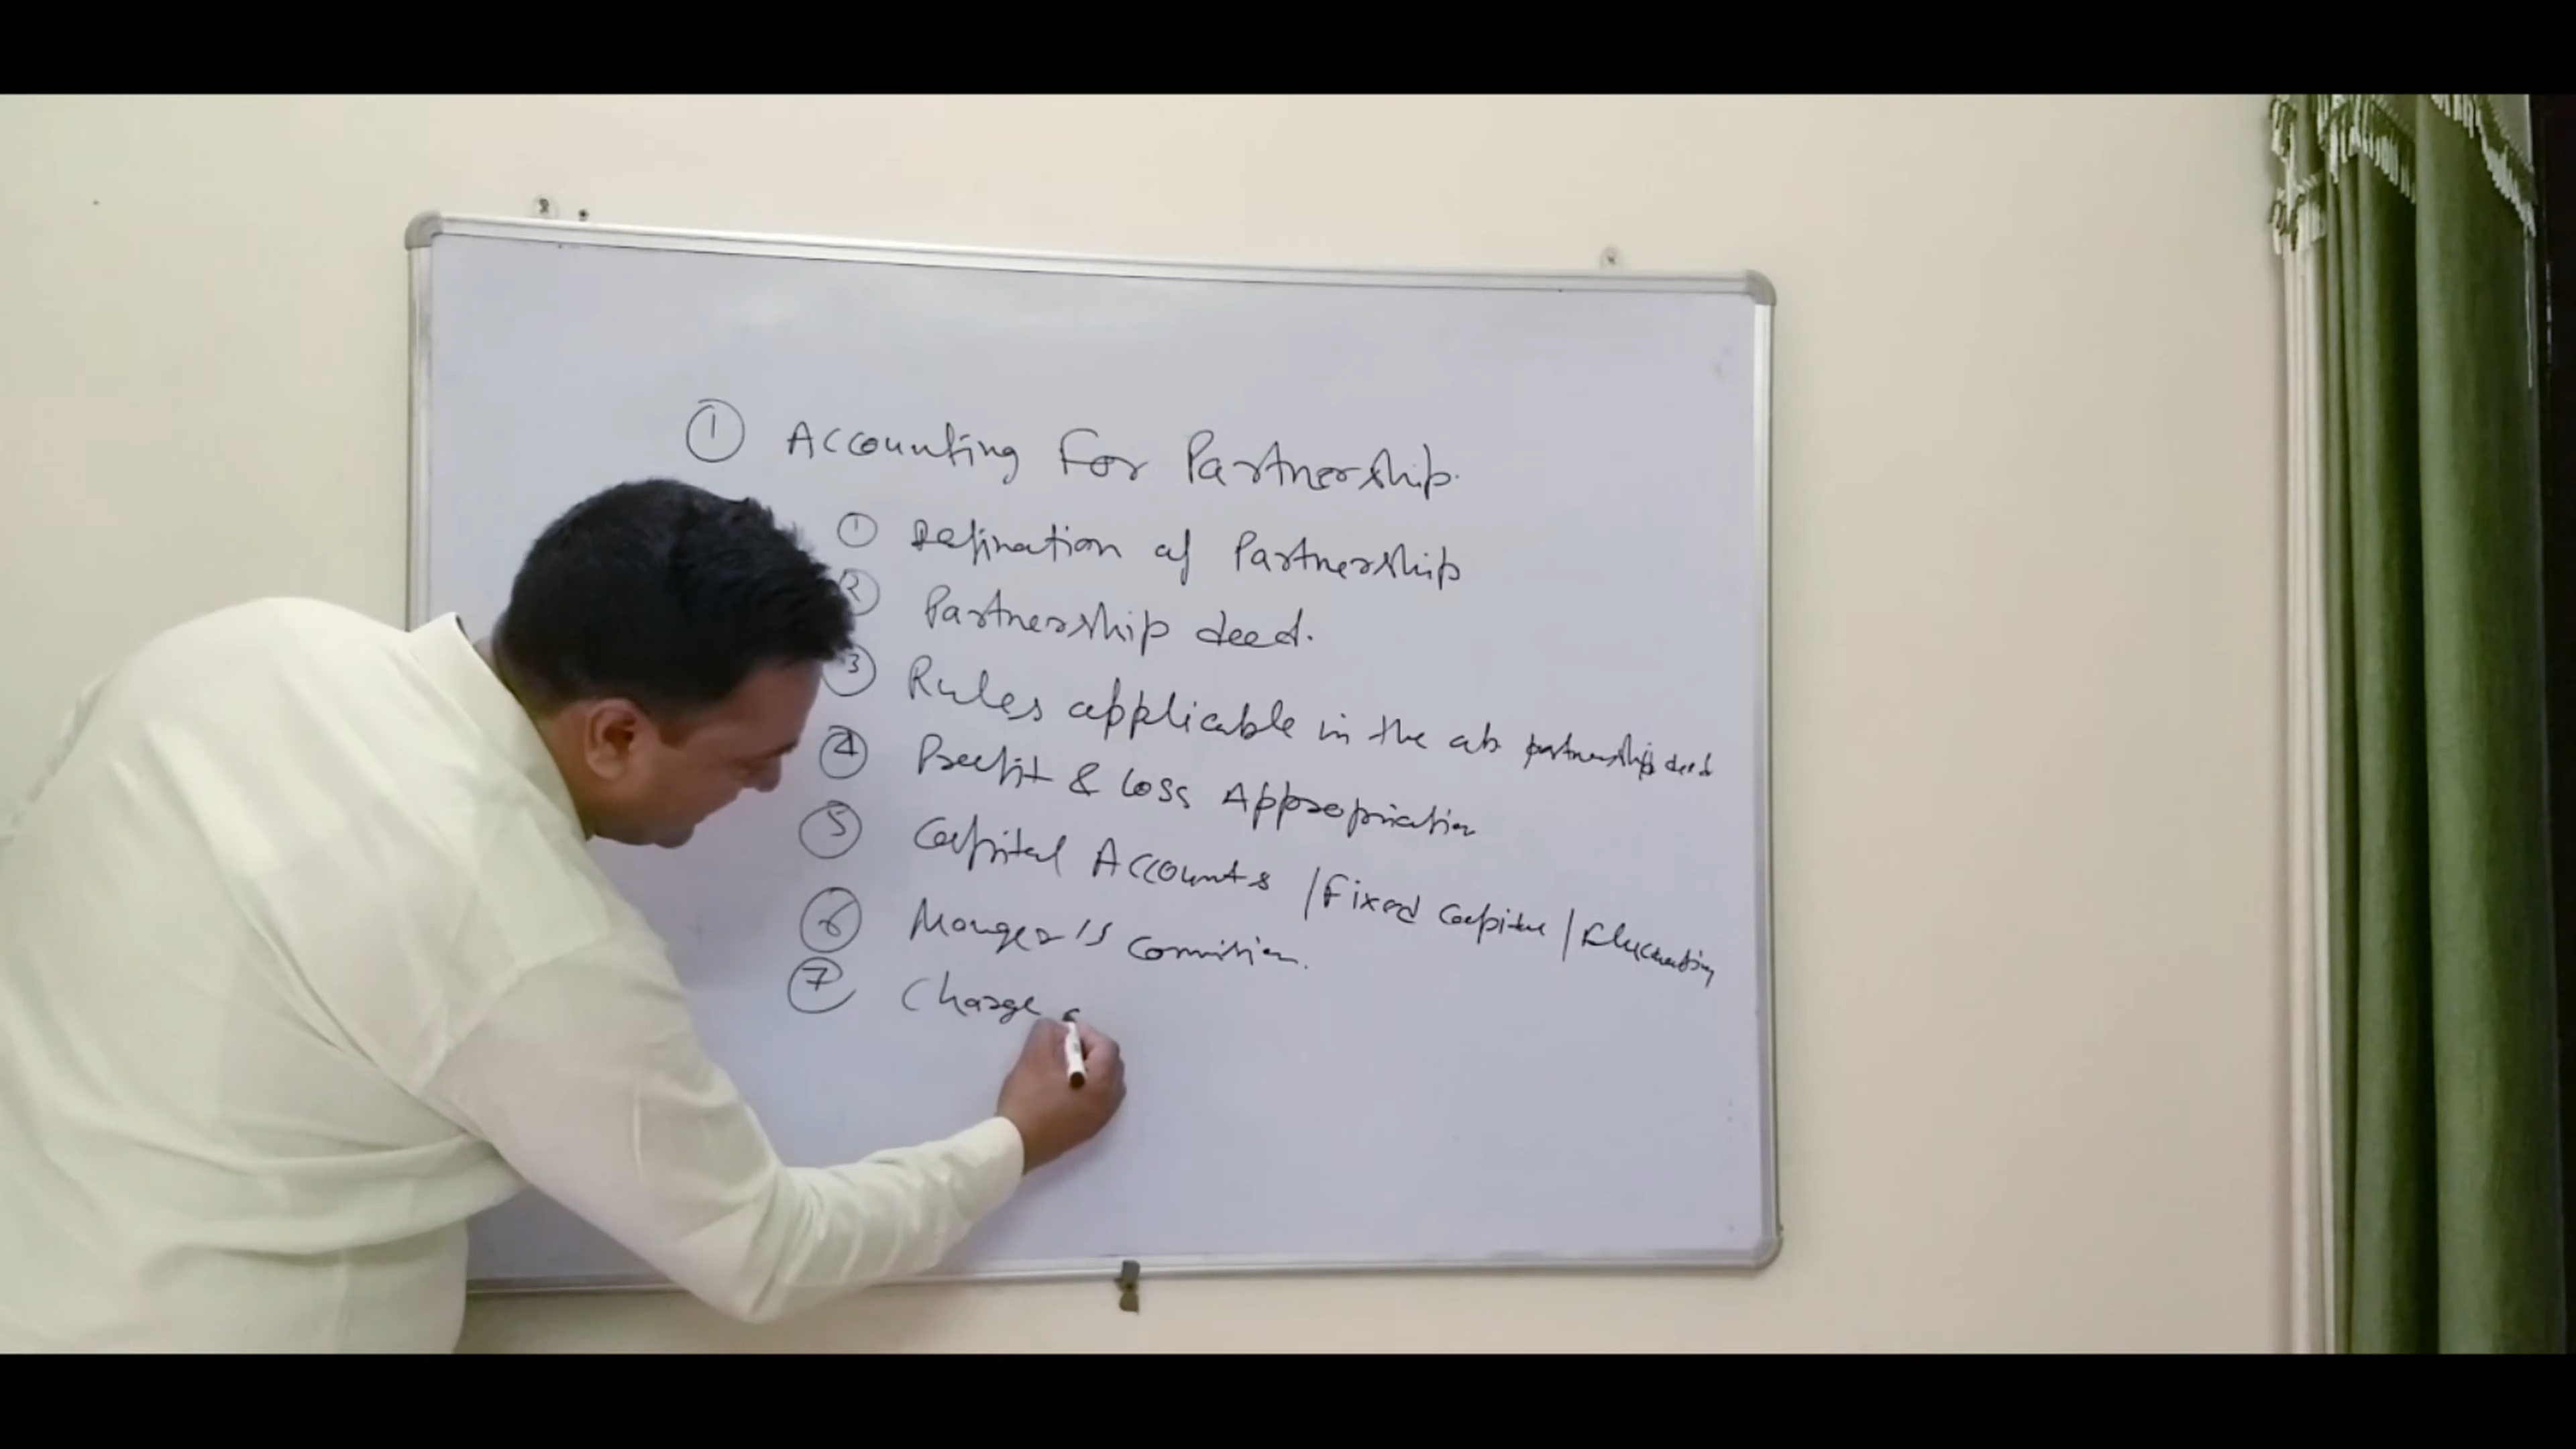 ① Accounting For Partnership.
① Defination of Partnership
② Partnership deed.
③ Rules applicable in the ab partnership deed
④ Profit & Loss Appropriation
⑤ Capital Accounts / Fixed Capital / Fluctuating
⑥ Manger's Commision.
⑦ Charge